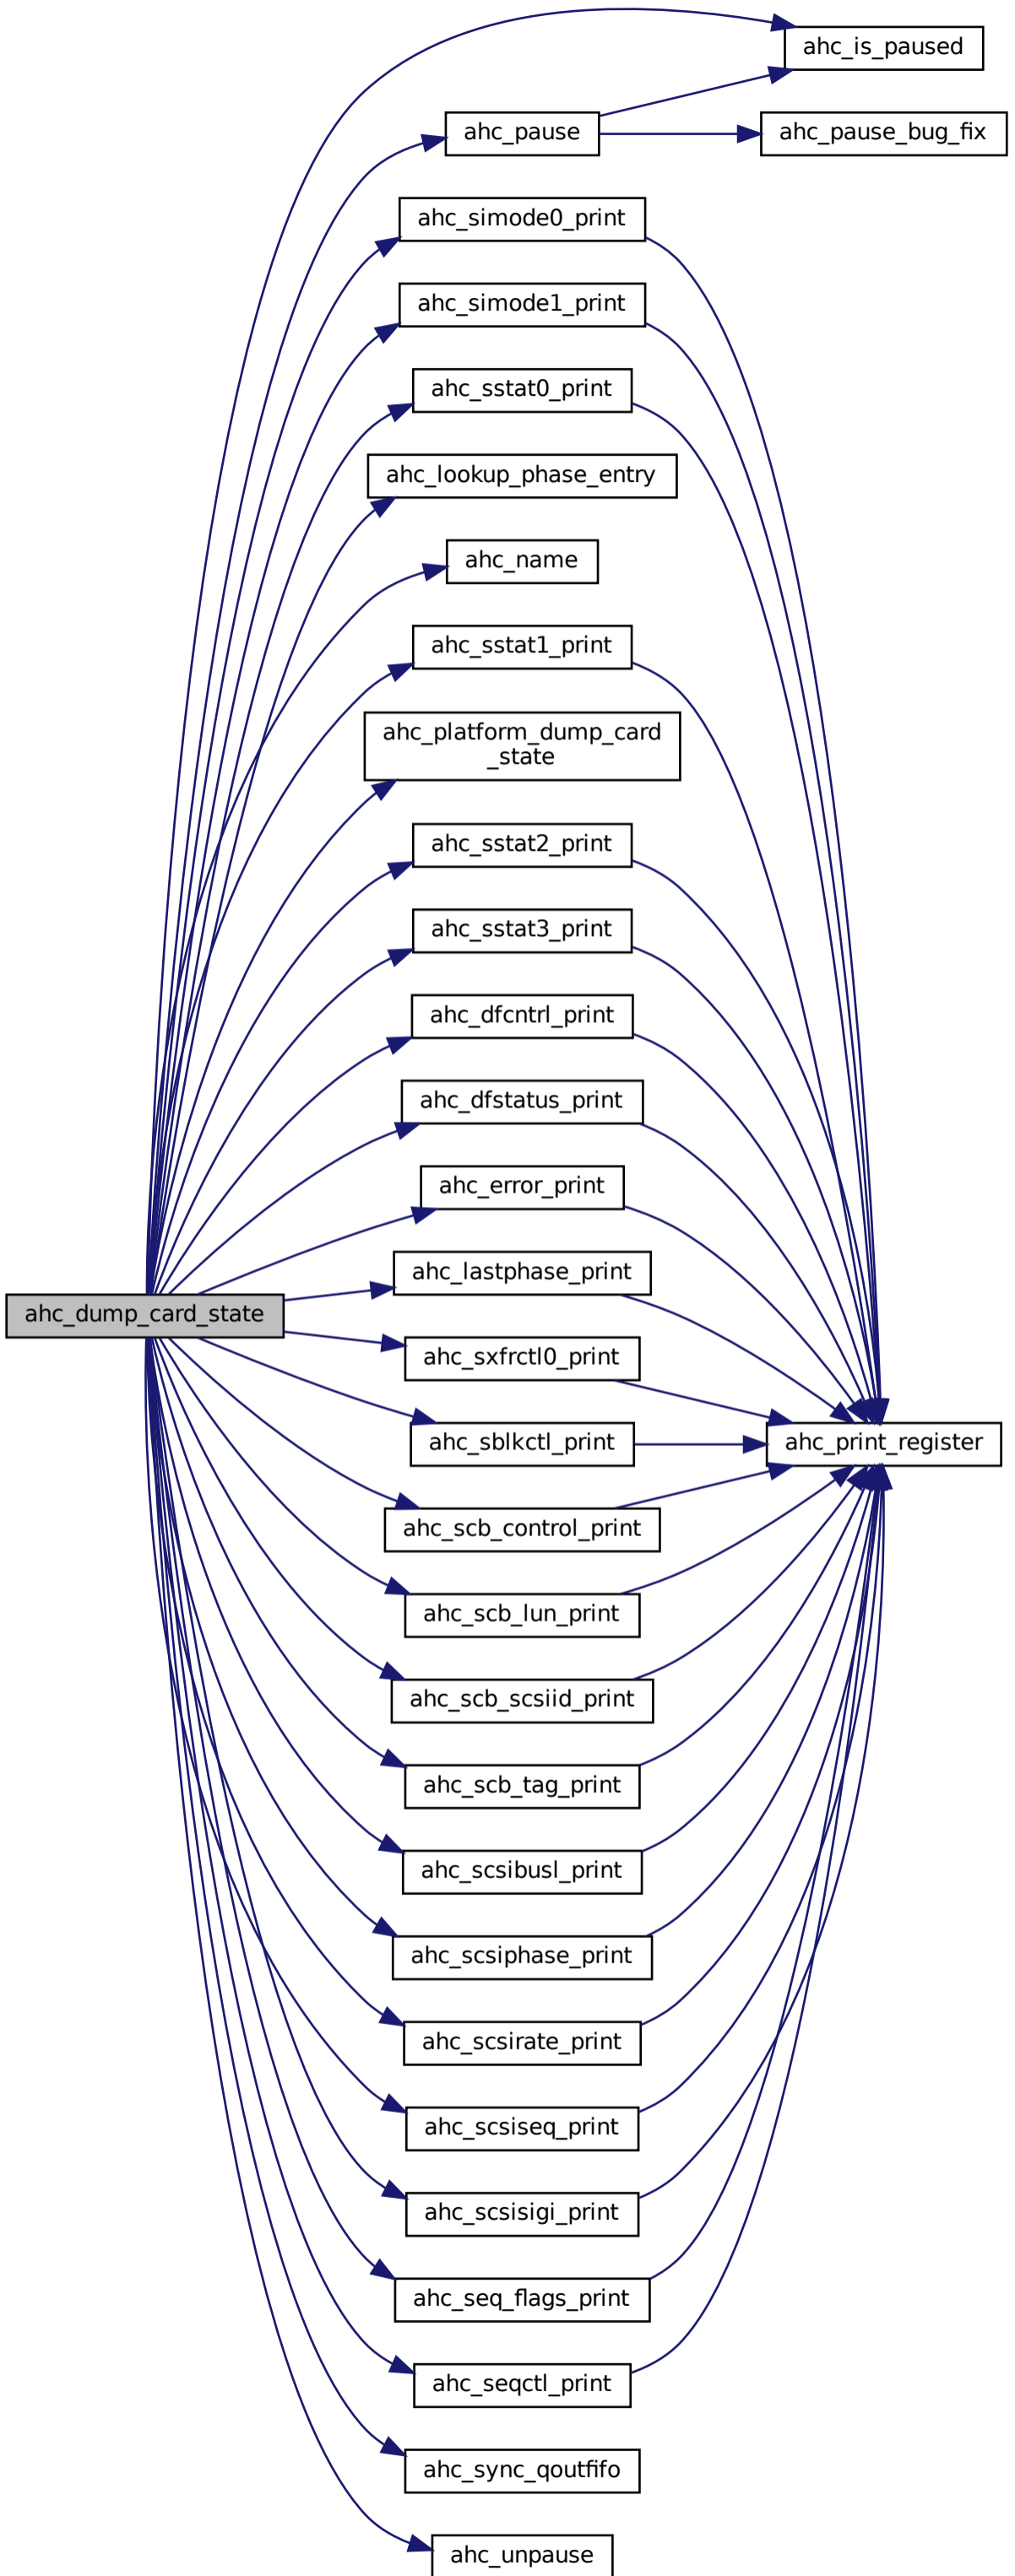 ahc_is_paused
ahc_pause
ahc_pause_bug_fix
ahc_simode0_print
ahc_simode1_print
ahc_sstat0_print
ahc_lookup_phase_entry
ahc_name
ahc_sstat1_print
ahc_platform_dump_card
_state
ahc_sstat2_print
ahc_sstat3_print
ahc_dfcntrl_print
ahc_dfstatus_print
ahc_error_print
ahc_lastphase_print
ahc_dump_card_state
ahc_sxfrctl0_print
ahc_sblkctl_print
ahc_print_register
ahc_scb_control_print
ahc_scb_lun_print
ahc_scb_scsiid_print
ahc_scb_tag_print
ahc_scsibusl_print
ahc_scsiphase_print
ahc_scsirate_print
ahc_scsiseq_print
ahc_scsisigi_print
ahc_seq_flags_print
ahc_seqctl_print
ahc_sync_qoutfifo
ahc_unpause